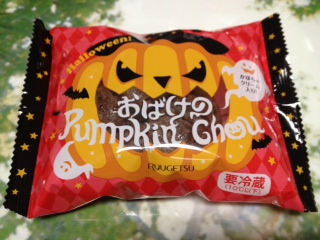 Halloween!
かぼちゃ
クリーム
入り!
おばけの
Pumpkin Chou
RYUGETSU
要冷蔵
(10℃以下)